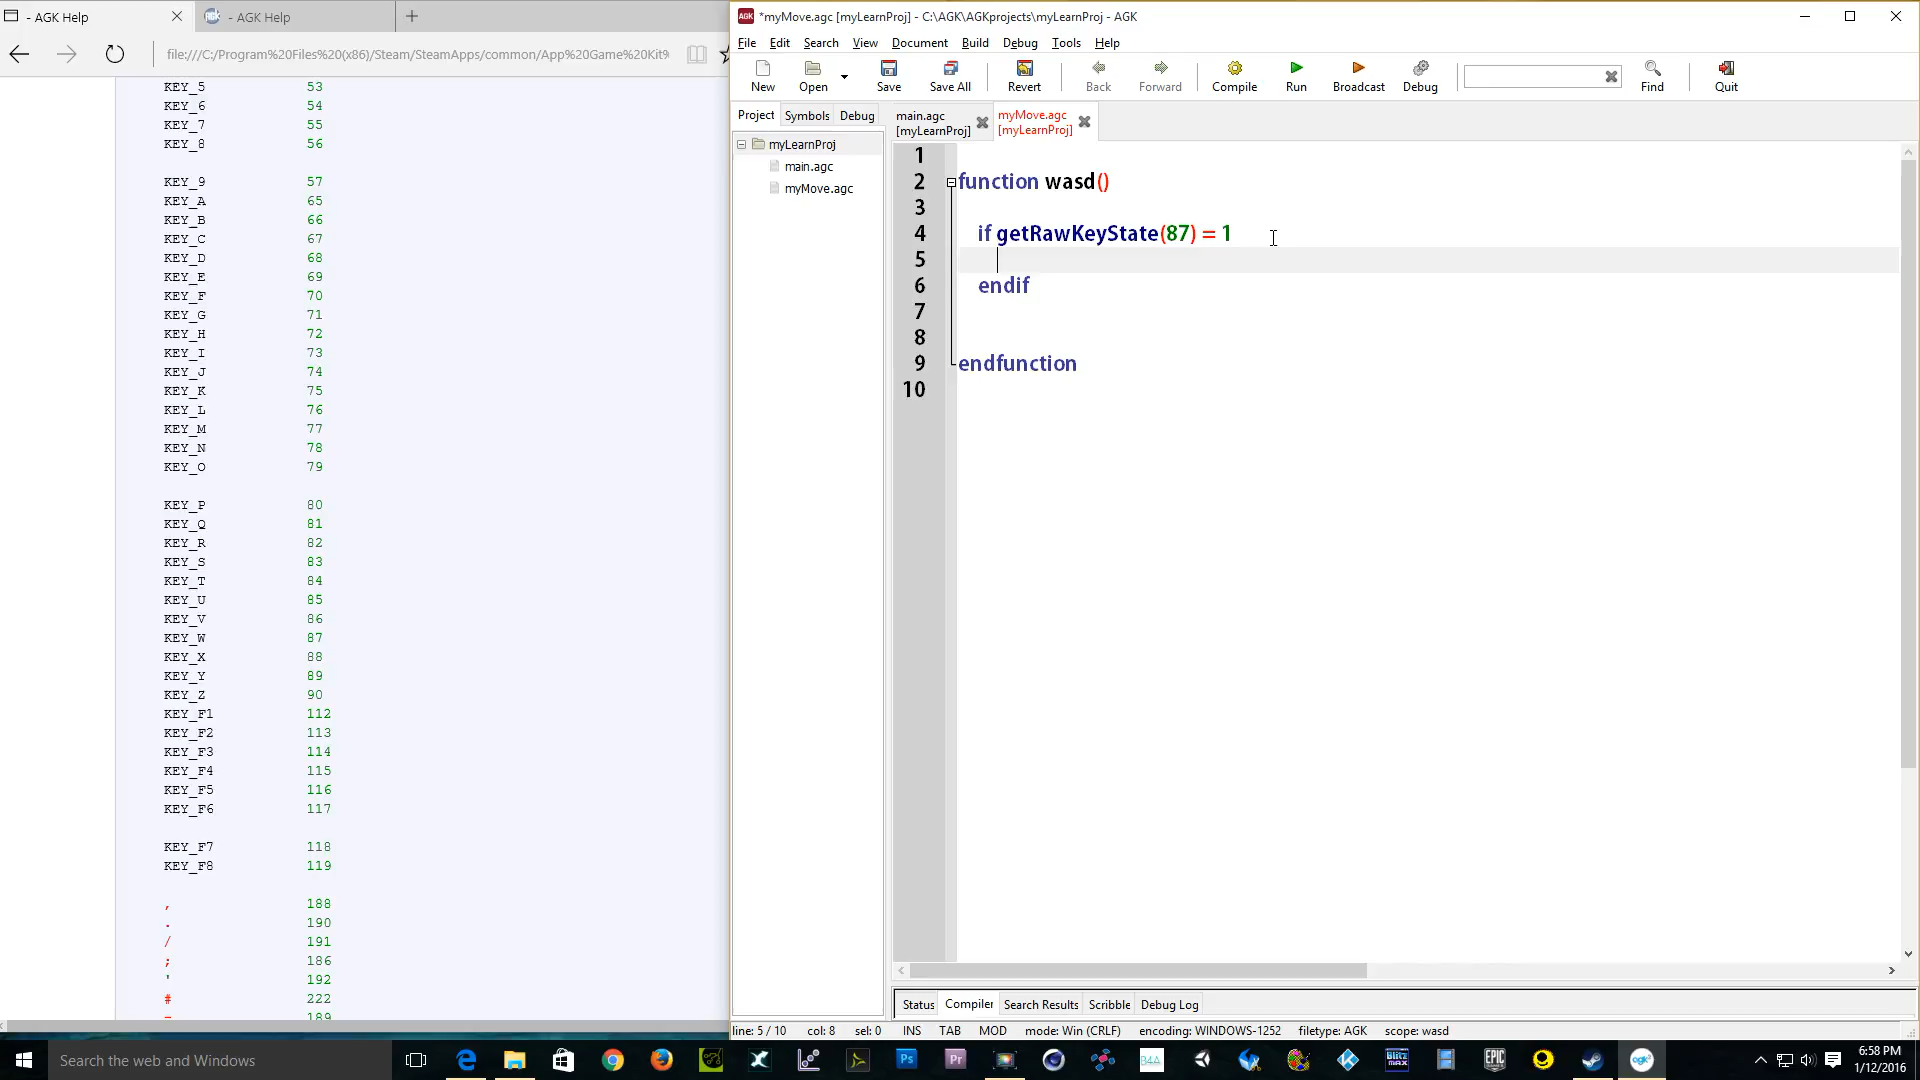 - AGK Help
- AGK Help
file:///C:/Program%20Files%20(x86)/Steam/SteamApps/common/App%20Game%20Kit%
KEY_5 53
KEY_6 54
KEY_7 55
KEY_8 56
KEY_9 57
KEY_A 65
KEY_B 66
KEY_C 67
KEY_D 68
KEY_E 69
KEY_F 70
KEY_G 71
KEY_H 72
KEY_I 73
KEY_J 74
KEY_K 75
KEY_L 76
KEY_M 77
KEY_N 78
KEY_O 79
KEY_P 80
KEY_Q 81
KEY_R 82
KEY_S 83
KEY_T 84
KEY_U 85
KEY_V 86
KEY_W 87
KEY_X 88
KEY_Y 89
KEY_Z 90
KEY_F1 112
KEY_F2 113
KEY_F3 114
KEY_F4 115
KEY_F5 116
KEY_F6 117
KEY_F7 118
KEY_F8 119
, 188
. 190
/ 191
; 186
' 192
# 222
189
*myMove.agc [myLearnProj] - C:\AGK\AGKprojects\myLearnProj - AGK
File Edit Search View Document Build Debug Tools Help
New Open Save Save All Revert Back Forward Compile Run Broadcast Debug Find Quit
Project Symbols Debug
myLearnProj
main.agc
myMove.agc
main.agc
[myLearnProj]
myMove.agc
[myLearnProj]
1
2 function wasd()
3
4 if getRawKeyState(87) = 1
5
6 endif
7
8
9 endfunction
10
Status Compiler Search Results Scribble Debug Log
line: 5 / 10 col: 8 sel: 0 INS TAB MOD mode: Win (CRLF) encoding: WINDOWS-1252 filetype: AGK scope: wasd
Search the web and Windows
Ps
Pr
B4A
Blitz
MAX
EPIC
GAMES
agk2
6:58 PM
1/12/2016